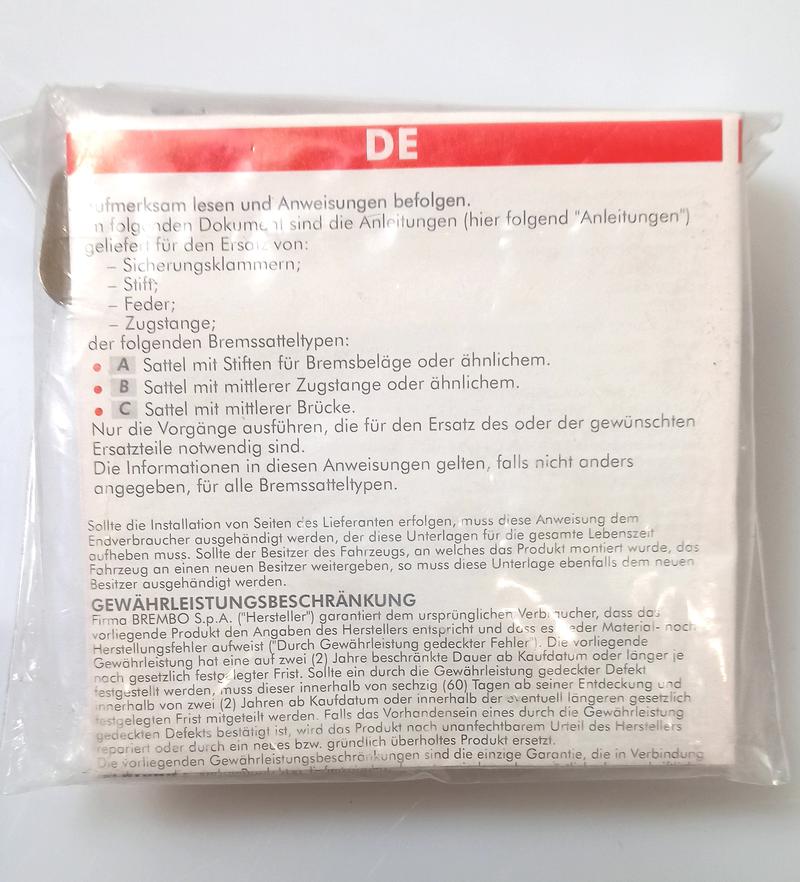 DE
ufmerksam lesen und Anweisungen befolgen.
n folgenden Dokument sind die Anleitungen (hier folgend "Anleitungen")
geliefert für den Ersatz von:
– Sicherungsklammern;
– Stift;
– Feder;
– Zugstange;
der folgenden Bremssatteltypen:
• A Sattel mit Stiften für Bremsbeläge oder ähnlichem.
• B Sattel mit mittlerer Zugstange oder ähnlichem.
• C Sattel mit mittlerer Brücke.
Nur die Vorgänge ausführen, die für den Ersatz des oder der gewünschten
Ersatzteile notwendig sind.
Die Informationen in diesen Anweisungen gelten, falls nicht anders
angegeben, für alle Bremssatteltypen.
Sollte die Installation von Seiten des Lieferanten erfolgen, muss diese Anweisung dem
Endverbraucher ausgehändigt werden, der diese Unterlagen für die gesamte Lebenszeit
aufheben muss. Sollte der Besitzer des Fahrzeugs, an welches das Produkt montiert wurde, das
Fahrzeug an einen neuen Besitzer weitergeben, so muss diese Unterlage ebenfalls dem neuen
Besitzer ausgehändigt werden.
GEWÄHRLEISTUNGSBESCHRÄNKUNG
Firma BREMBO S.p.A. ("Hersteller") garantiert dem ursprünglichen Verbraucher, dass das
vorliegende Produkt den Angaben des Herstellers entspricht und dass es weder Material- noch
Herstellungsfehler aufweist ("Durch Gewährleistung gedeckter Fehler"). Die vorliegende
Gewährleistung hat eine auf zwei (2) Jahre beschränkte Dauer ab Kaufdatum oder länger je
nach gesetzlich festgelegter Frist. Sollte ein durch die Gewährleistung gedeckter Defekt
festgestellt werden, muss dieser innerhalb von sechzig (60) Tagen ab seiner Entdeckung und
innerhalb von zwei (2) Jahren ab Kaufdatum oder innerhalb der eventuell längeren gesetzlich
festgelegten Frist mitgeteilt werden. Falls das Vorhandensein eines durch die Gewährleistung
gedeckten Defekts bestätigt ist, wird das Produkt nach unanfechtbarem Urteil des Herstellers
repariert oder durch ein neues bzw. gründlich überholtes Produkt ersetzt.
Die vorliegenden Gewährleistungsbeschränkungen sind die einzige Garantie, die in Verbindung